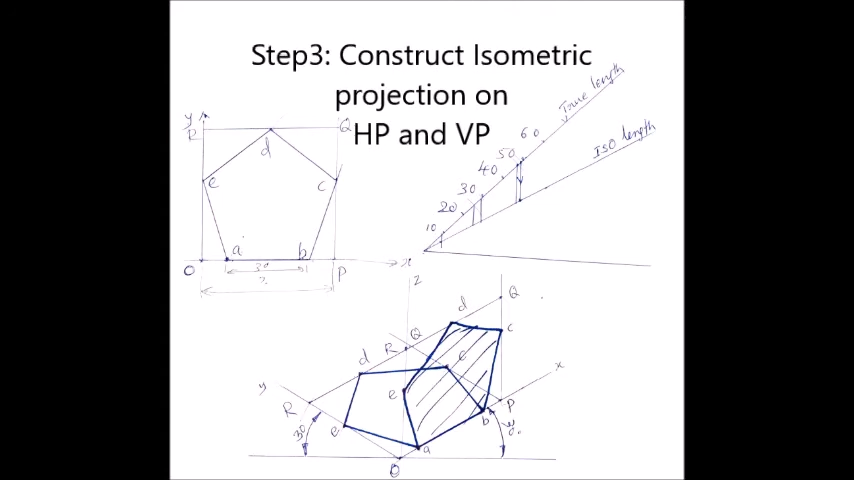 Step3: Construct Isometric
projection on
HP and VP
y
R
Q
d
e
c
a
b
O
P
x
30
True length
ISO length
60
50
40
30
20
10
z
Q
d
c
Q
R
d
c
x
y
e
R
P
e
b
30
a
O